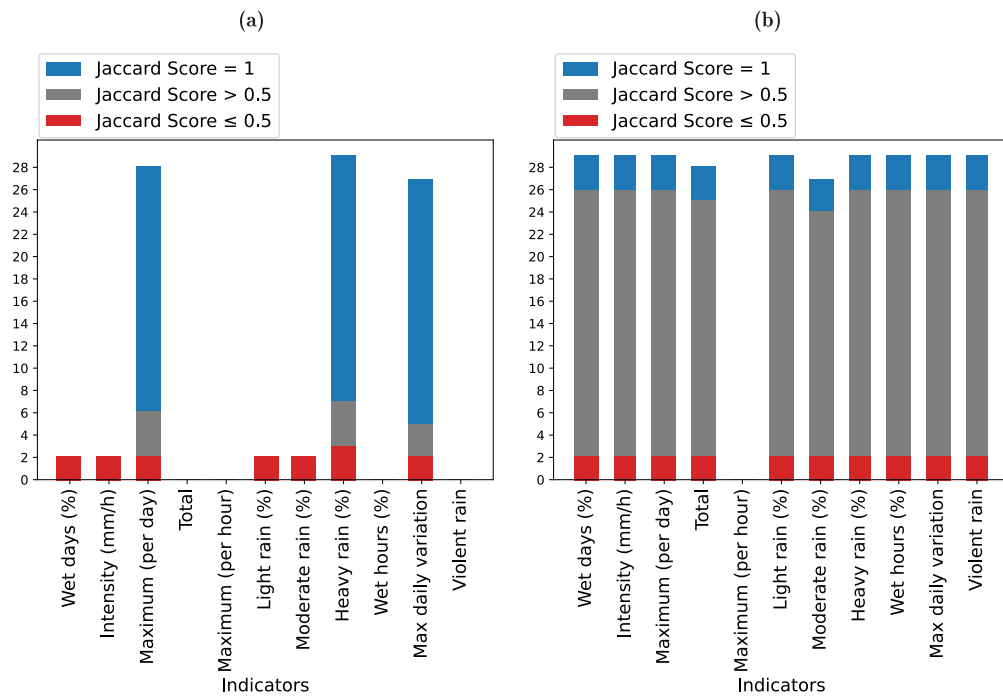 (a)
Jaccard Score = 1
Jaccard Score > 0.5
Jaccard Score ≤ 0.5
28
26
24
22
20
18
16
14
12
10
8
6
4
2
0
Wet days (%)
Intensity (mm/h)
Maximum (per day)
Total
Maximum (per hour)
Light rain (%)
Moderate rain (%)
Heavy rain (%)
Wet hours (%)
Max daily variation
Violent rain
Indicators
(b)
Jaccard Score = 1
Jaccard Score > 0.5
Jaccard Score ≤ 0.5
28
26
24
22
20
18
16
14
12
10
8
6
4
2
0
Wet days (%)
Intensity (mm/h)
Maximum (per day)
Total
Maximum (per hour)
Light rain (%)
Moderate rain (%)
Heavy rain (%)
Wet hours (%)
Max daily variation
Violent rain
Indicators